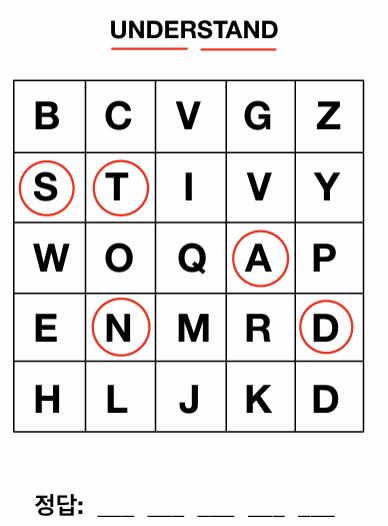 UNDERSTAND
B C V G Z
S T I V Y
W O Q A P
E N M R D
H L J K D
정답: ___ ___ ___ ___ ___